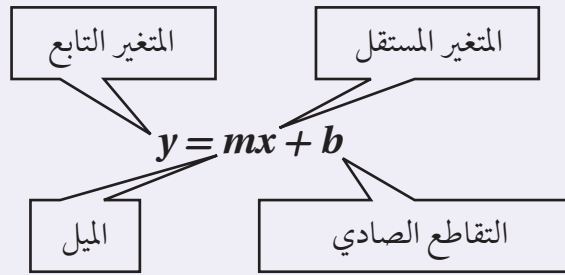 المتغير المستقل
المتغير التابع
y = mx + b
التقاطع الصادي
الميل